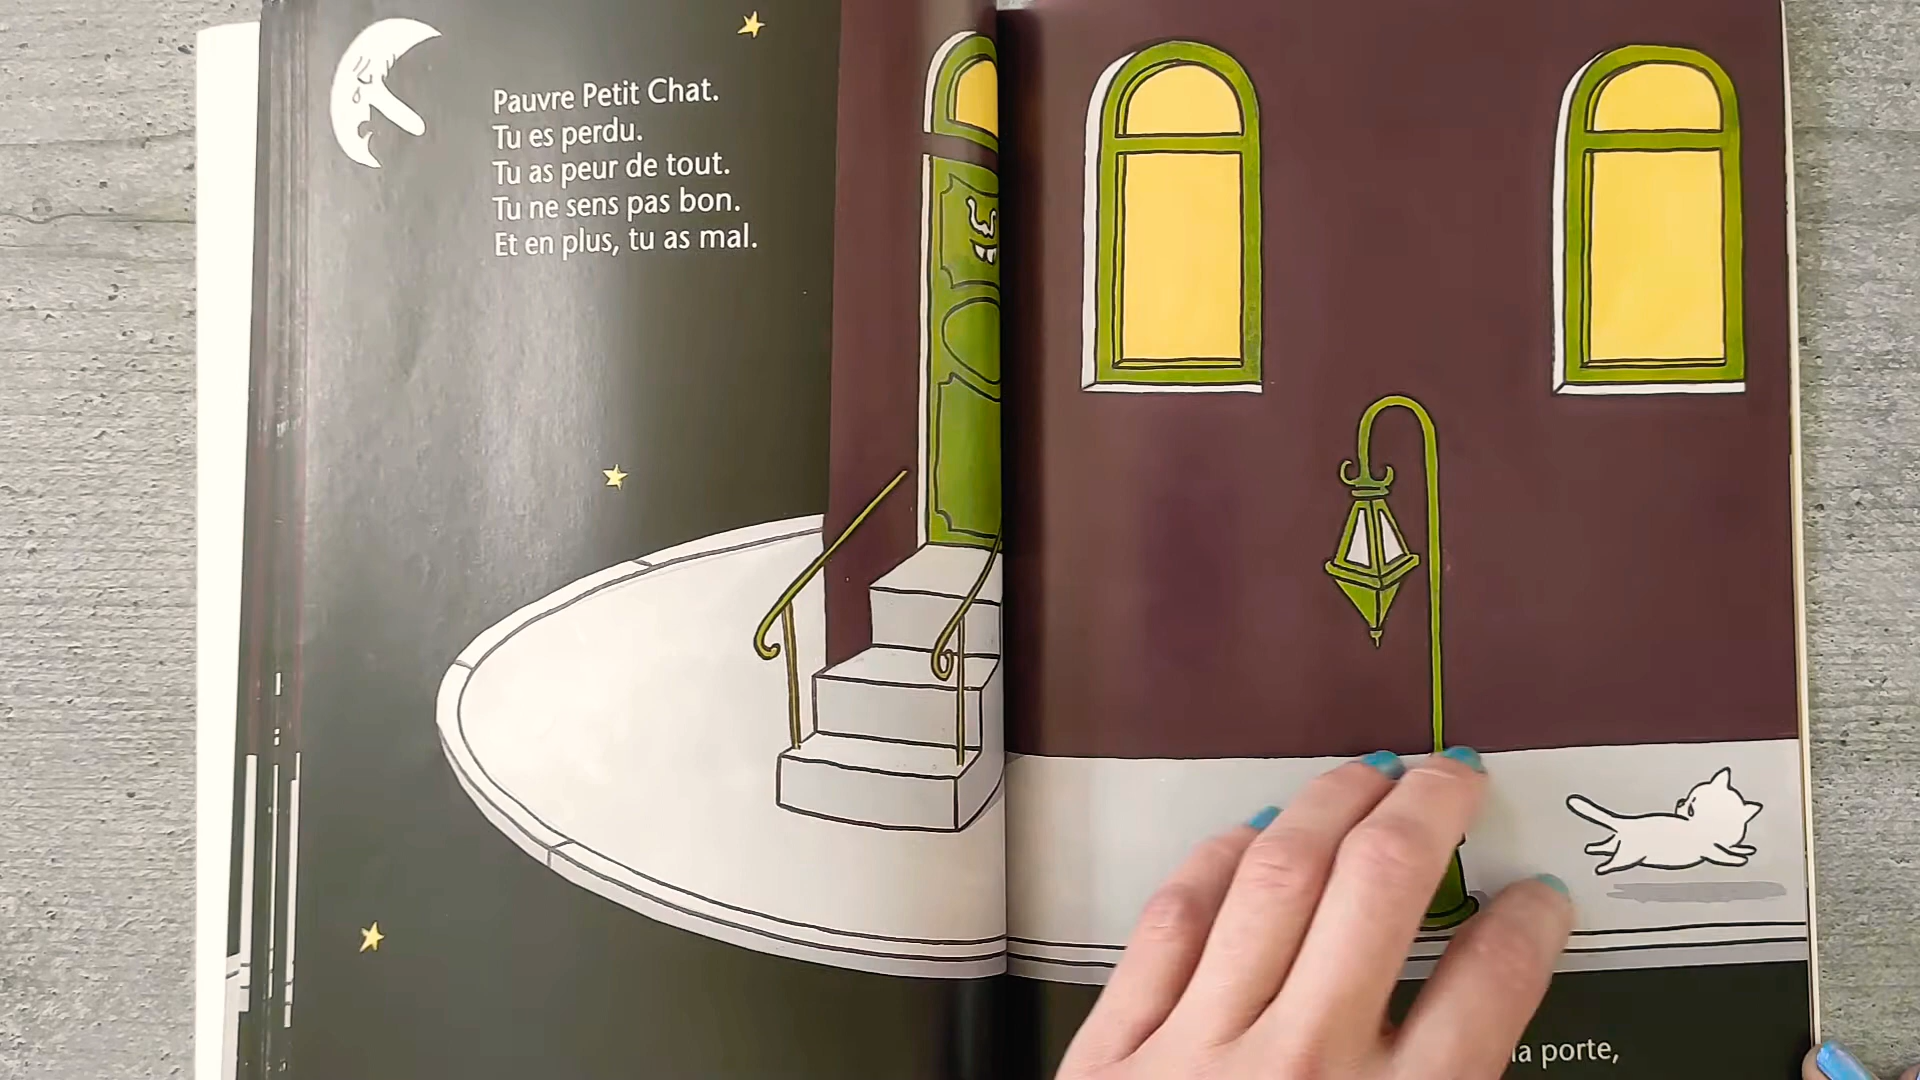 Pauvre Petit Chat.
Tu es perdu.
Tu as peur de tout.
Tu ne sens pas bon.
Et en plus, tu as mal.
la porte,